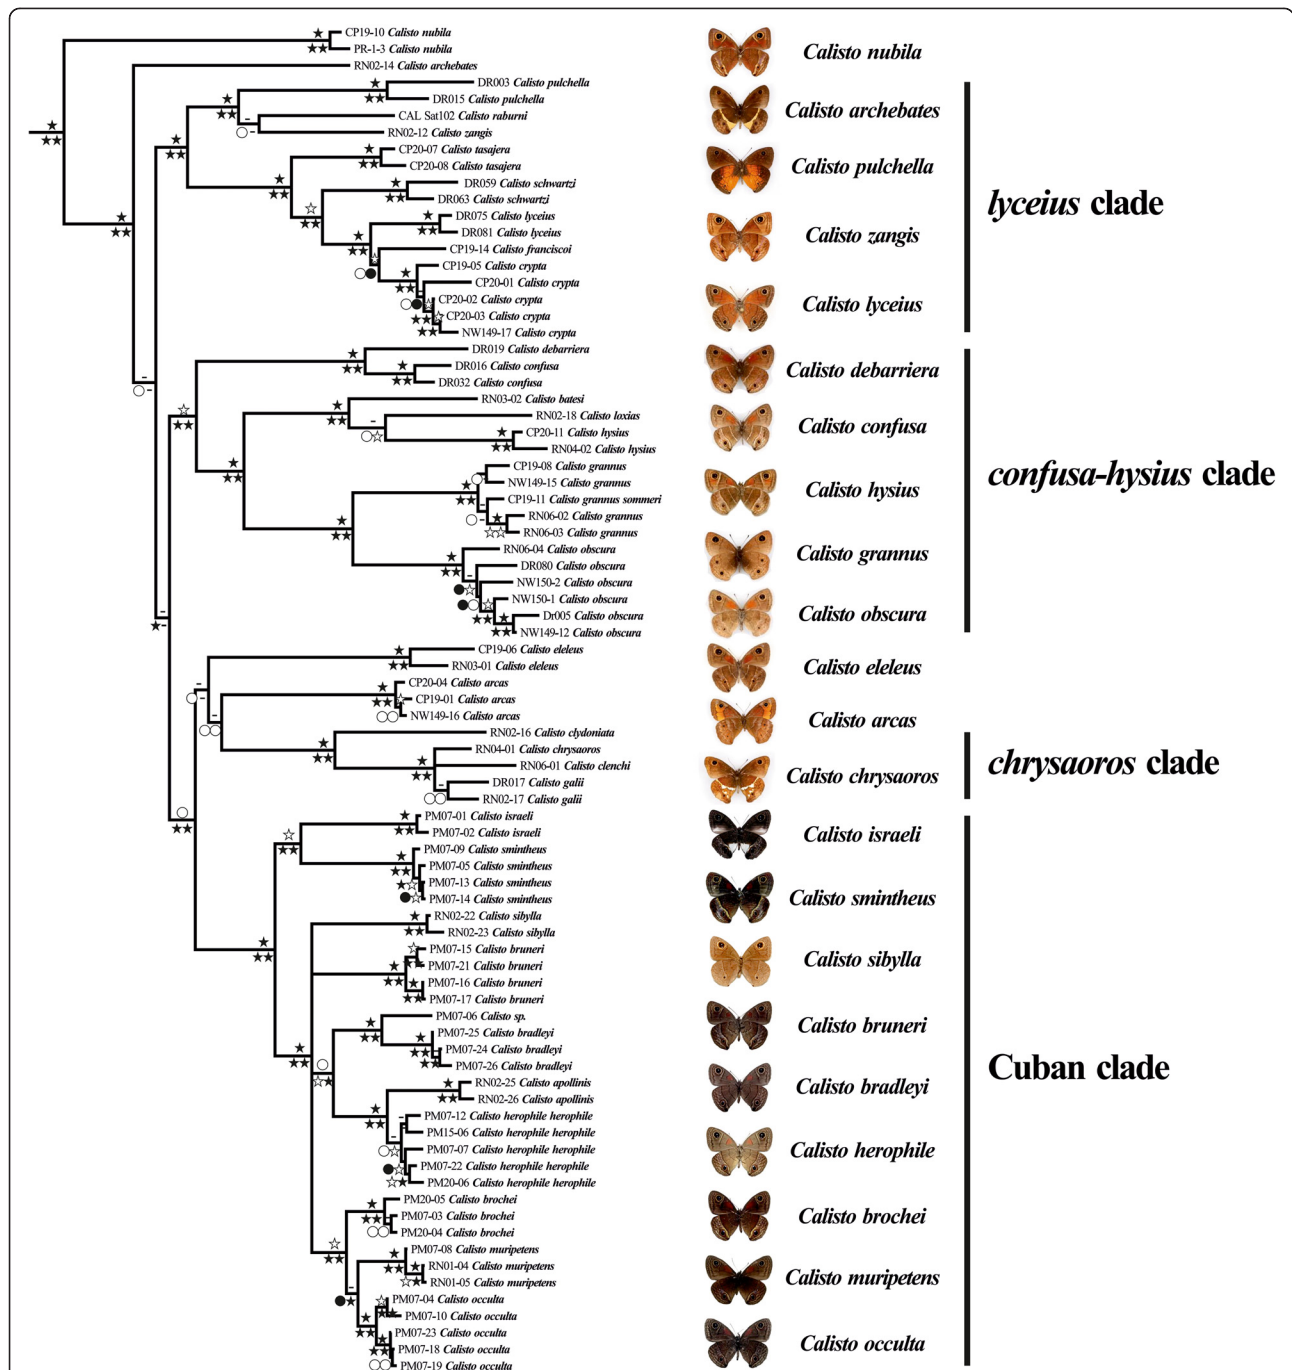 CP19-10 Calisto nubila
PR-1-3 Calisto nubila
RN02-14 Calisto archebates
DR003 Calisto pulchella
DR015 Calisto pulchella
CAL Sat102 Calisto raburni
RN02-12 Calisto zangis
CP20-07 Calisto tasajera
CP20-08 Calisto tasajera
DR059 Calisto schwartzi
DR063 Calisto schwartzi
DR075 Calisto lyceius
DR081 Calisto lyceius
CP19-14 Calisto franciscoi
CP19-05 Calisto crypta
CP20-01 Calisto crypta
CP20-02 Calisto crypta
CP20-03 Calisto crypta
NW149-17 Calisto crypta
DR019 Calisto debarriera
DR016 Calisto confusa
DR032 Calisto confusa
RN03-02 Calisto batesi
RN02-18 Calisto loxias
CP20-11 Calisto hysius
RN04-02 Calisto hysius
CP19-08 Calisto grannus
NW149-15 Calisto grannus
CP19-11 Calisto grannus sommeri
RN06-02 Calisto grannus
RN06-03 Calisto grannus
RN06-04 Calisto obscura
DR080 Calisto obscura
NW150-2 Calisto obscura
NW150-1 Calisto obscura
Dr005 Calisto obscura
NW149-12 Calisto obscura
CP19-06 Calisto eleleus
RN03-01 Calisto eleleus
CP20-04 Calisto arcas
CP19-01 Calisto arcas
NW149-16 Calisto arcas
RN02-16 Calisto clydoniata
RN04-01 Calisto chrysaoros
RN06-01 Calisto clenchi
DR017 Calisto galii
RN02-17 Calisto galii
PM07-01 Calisto israeli
PM07-02 Calisto israeli
PM07-09 Calisto smintheus
PM07-05 Calisto smintheus
PM07-13 Calisto smintheus
PM07-14 Calisto smintheus
RN02-22 Calisto sibylla
RN02-23 Calisto sibylla
PM07-15 Calisto bruneri
PM07-21 Calisto bruneri
PM07-16 Calisto bruneri
PM07-17 Calisto bruneri
PM07-06 Calisto sp.
PM07-25 Calisto bradleyi
PM07-24 Calisto bradleyi
PM07-26 Calisto bradleyi
RN02-25 Calisto apollinis
RN02-26 Calisto apollinis
PM07-12 Calisto herophile herophile
PM15-06 Calisto herophile herophile
PM07-07 Calisto herophile herophile
PM07-22 Calisto herophile herophile
PM20-06 Calisto herophile herophile
PM20-05 Calisto brochei
PM07-03 Calisto brochei
PM20-04 Calisto brochei
PM07-08 Calisto muripetens
RN01-04 Calisto muripetens
RN01-05 Calisto muripetens
PM07-04 Calisto occulta
PM07-10 Calisto occulta
PM07-23 Calisto occulta
PM07-18 Calisto occulta
PM07-19 Calisto occulta
Calisto nubila
Calisto archebates
Calisto pulchella
Calisto zangis
Calisto lyceius
Calisto debarriera
Calisto confusa
Calisto hysius
Calisto grannus
Calisto obscura
Calisto eleleus
Calisto arcas
Calisto chrysaoros
Calisto israeli
Calisto smintheus
Calisto sibylla
Calisto bruneri
Calisto bradleyi
Calisto herophile
Calisto brochei
Calisto muripetens
Calisto occulta
lyceius clade
confusa-hysius clade
chrysaoros clade
Cuban clade